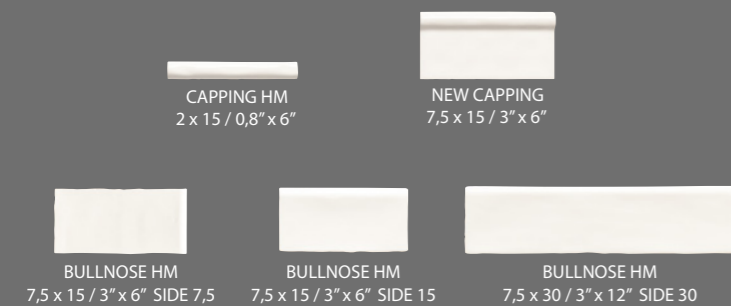 CAPPING HM
2 x 15 / 0,8” x 6”
NEW CAPPING
7,5 x 15 / 3” x 6”
BULLNOSE HM
7,5 x 15 / 3” x 6” SIDE 7,5
BULLNOSE HM
7,5 x 15 / 3” x 6” SIDE 15
BULLNOSE HM
7,5 x 30 / 3” x 12” SIDE 30